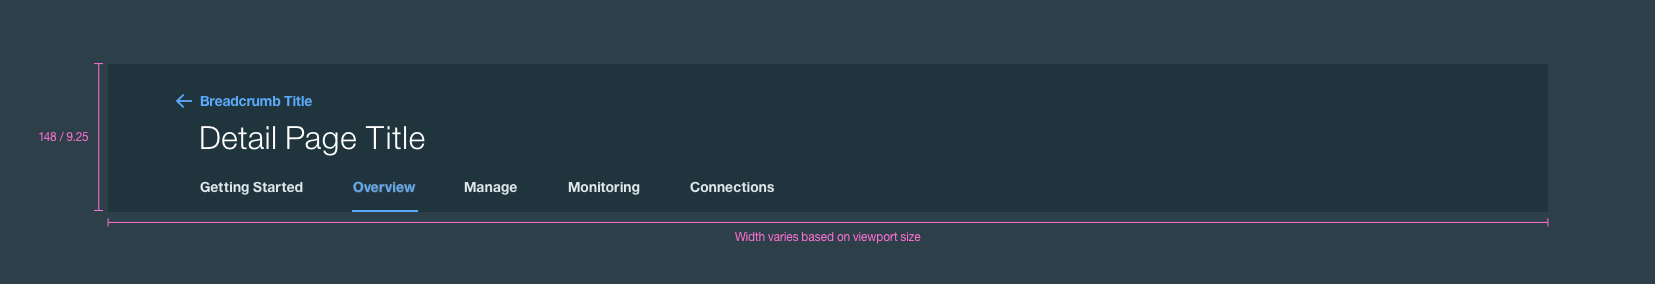 Breadcrumb Title
148 / 9.25
Detail Page Title
Getting Started Overview Manage Monitoring Connections
Width varies based on viewport size